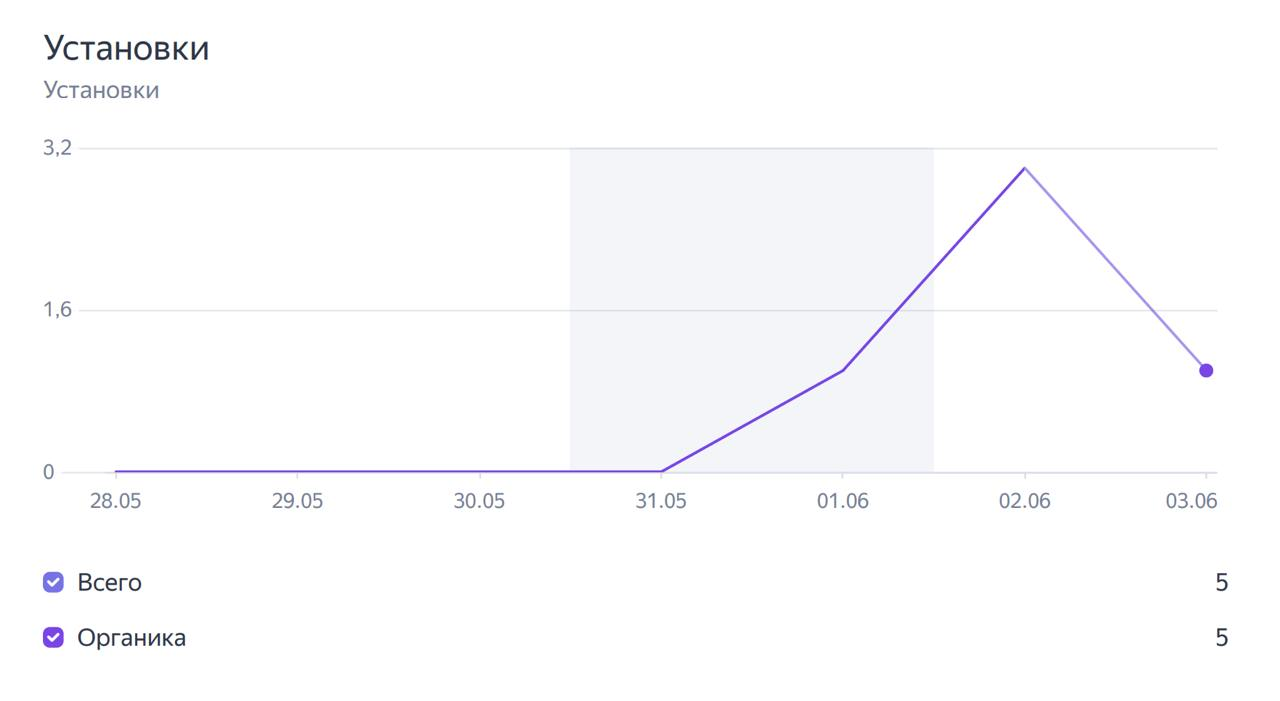 Установки
Установки
3,2
1,6
0
28.05 29.05 30.05 31.05 01.06 02.06 03.06
Всего 5
Органика 5